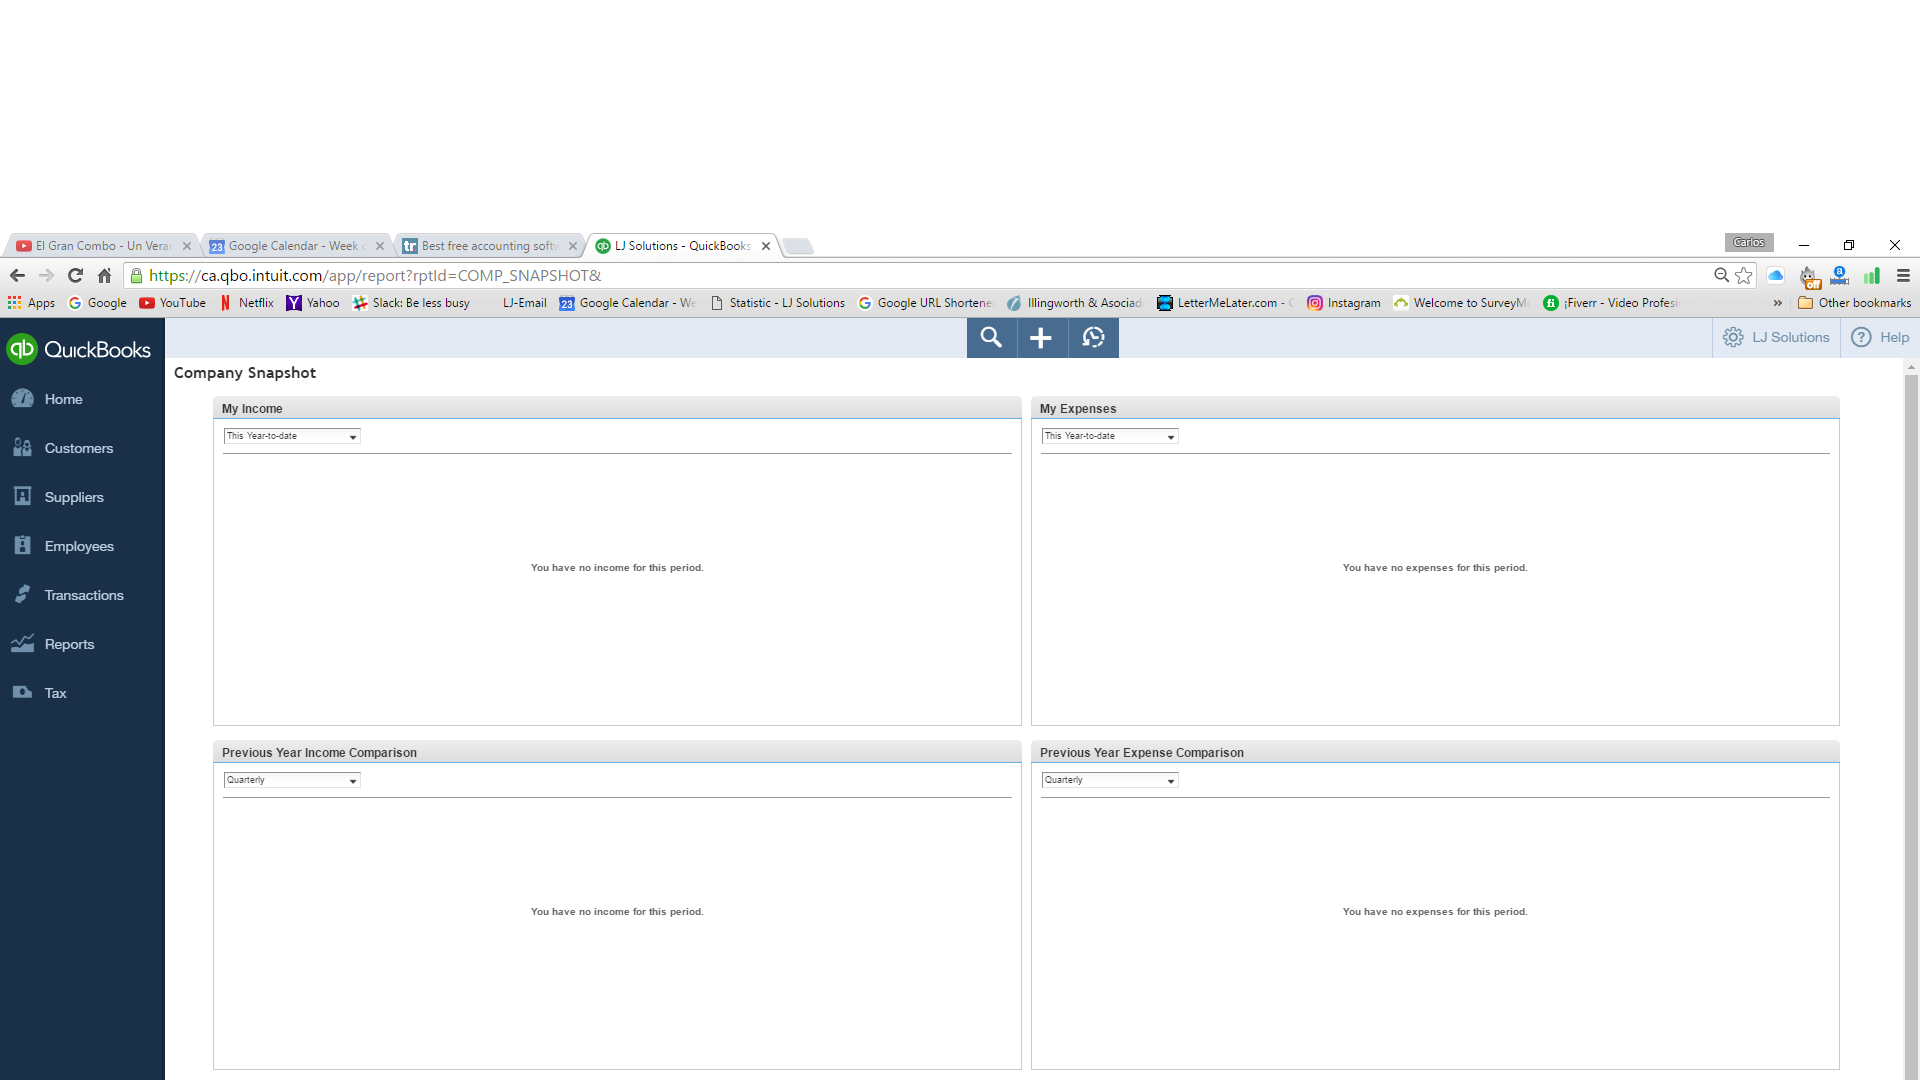 El Gran Combo - Un Vera
Google Calendar - Week
Best free accounting softw
LJ Solutions - QuickBooks
Carlos
https://ca.qbo.intuit.com/app/report?rptId=COMP_SNAPSHOT&
Apps
Google
YouTube
Netflix
Yahoo
Slack: Be less busy
LJ-Email
23
Google Calendar - We
Statistic - LJ Solutions
Google URL Shortene
Illingworth & Asociad
LetterMeLater.com -
Instagram
Welcome to SurveyM
¡Fiverr - Video Profesi
»
Other bookmarks
QuickBooks
LJ Solutions
Help
Home
Customers
Suppliers
Employees
Transactions
Reports
Tax
Company Snapshot
My Income
This Year-to-date
You have no income for this period.
My Expenses
This Year-to-date
You have no expenses for this period.
Previous Year Income Comparison
Quarterly
You have no income for this period.
Previous Year Expense Comparison
Quarterly
You have no expenses for this period.